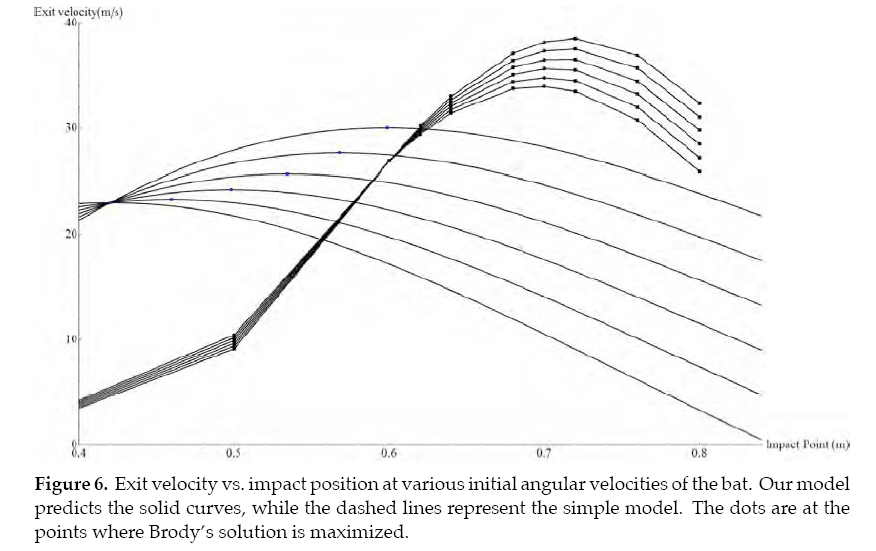 Exit velocity(m/s)
40
30
20
10
0
0.4
0.5
0.6
0.7
0.8
Impact Point (m)
Figure 6. Exit velocity vs. impact position at various initial angular velocities of the bat. Our model
predicts the solid curves, while the dashed lines represent the simple model. The dots are at the
points where Brody's solution is maximized.